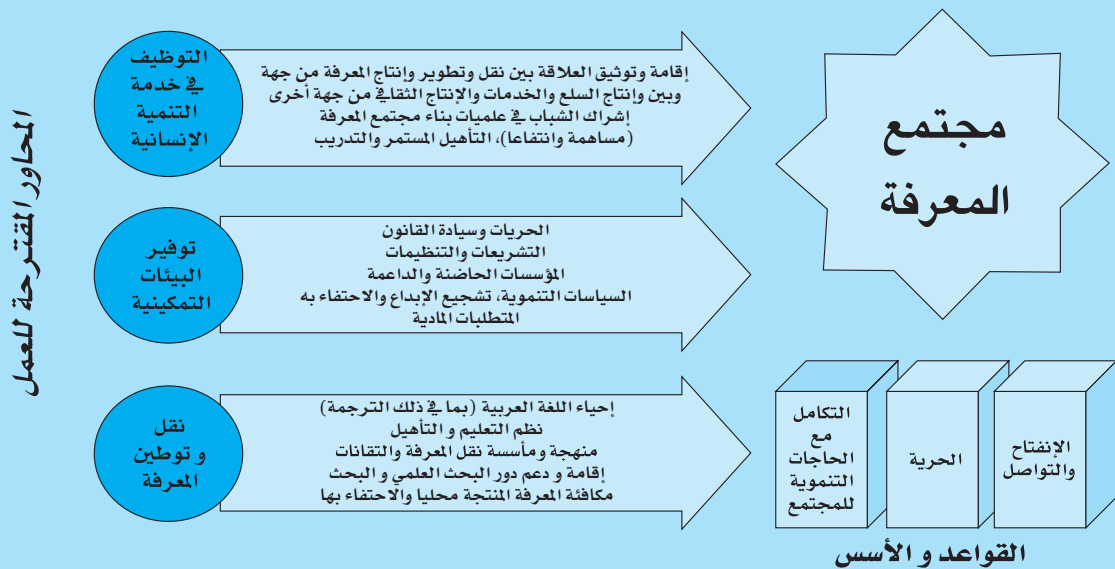 المحاور المقترحة للعمل
التوظيف
في خدمة
التنمية
الإنسانية
إقامة وتوثيق العلاقة بين نقل وتطوير وإنتاج المعرفة من جهة
وبين وإنتاج السلع والخدمات والإنتاج الثقافي من جهة أخرى
إشراك الشباب في علميات بناء مجتمع المعرفة
(مساهمة وانتفاعا)، التأهيل المستمر والتدريب
توفير
البيئات
التمكينية
الحريات وسيادة القانون
التشريعات والتنظيمات
المؤسسات الحاضنة والداعمة
السياسات التنموية، تشجيع الإبداع والاحتفاء به
المتطلبات المادية
نقل
و توطين
المعرفة
إحياء اللغة العربية (بما في ذلك الترجمة)
نظم التعليم و التأهيل
منهجة و مأسسة نقل المعرفة والتقانات
إقامة و دعم دور البحث العلمي و البحث
مكافئة المعرفة المنتجة محليا والاحتفاء بها
مجتمع
المعرفة
الإنفتاح
والتواصل
الحرية
التكامل
مع
الحاجات
التنموية
للمجتمع
القواعد و الأسس